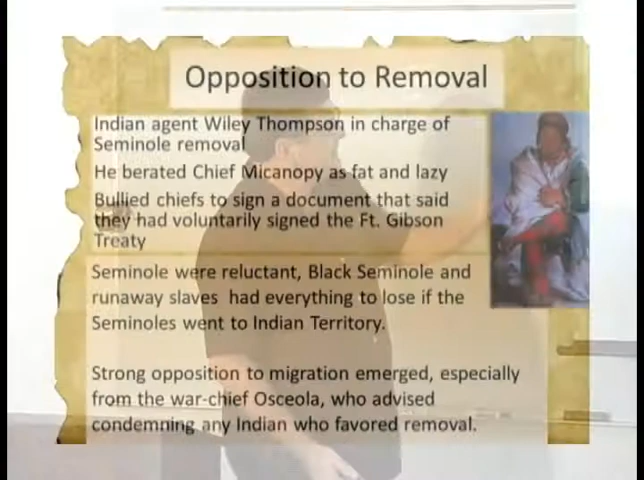 Opposition to Removal
Indian agent Wiley Thompson in charge of
Seminole removal
He berated Chief Micanopy as fat and lazy
Bullied chiefs to sign a document that said
they had voluntarily signed the Ft. Gibson
Treaty
Seminole were reluctant, Black Seminole and
runaway slaves had everything to lose if the
Seminoles went to Indian Territory.
Strong opposition to migration emerged, especially
from the war-chief Osceola, who advised
condemning any Indian who favored removal.